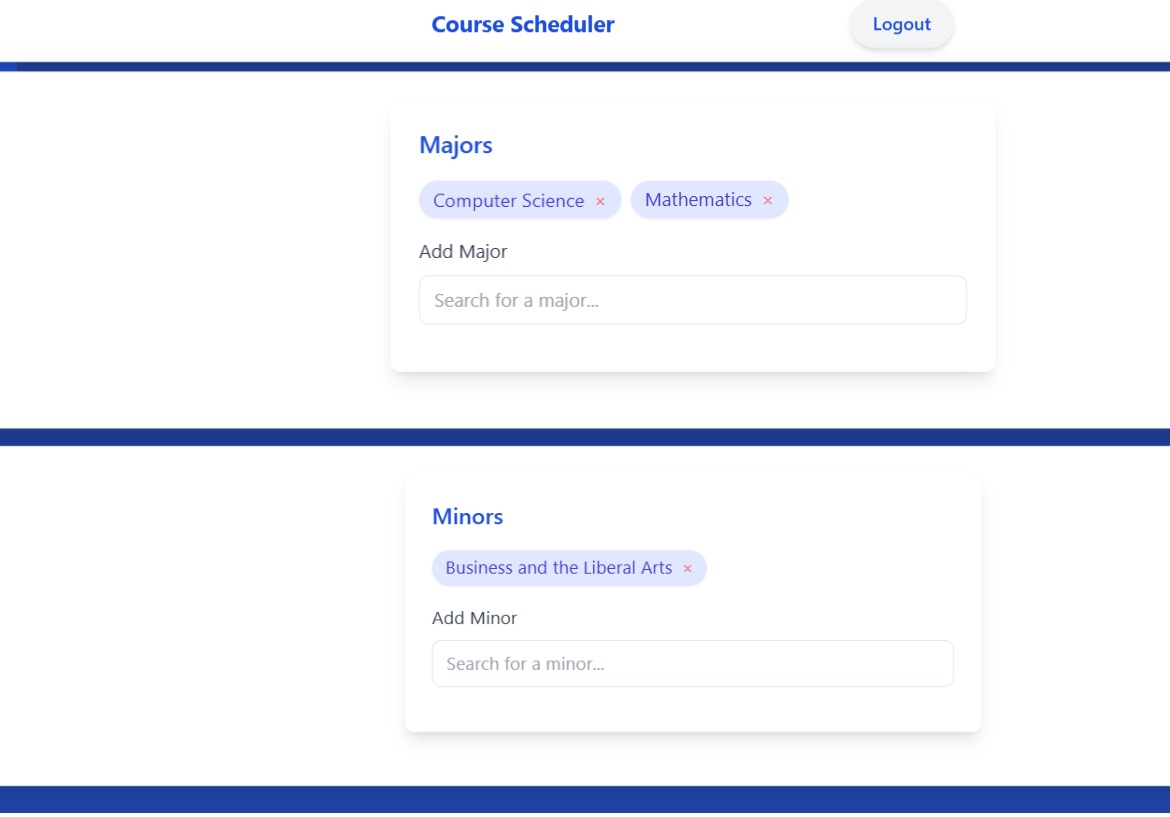 Course Scheduler Logout
Majors
Computer Science × Mathematics ×
Add Major
Search for a major...
Minors
Business and the Liberal Arts ×
Add Minor
Search for a minor...